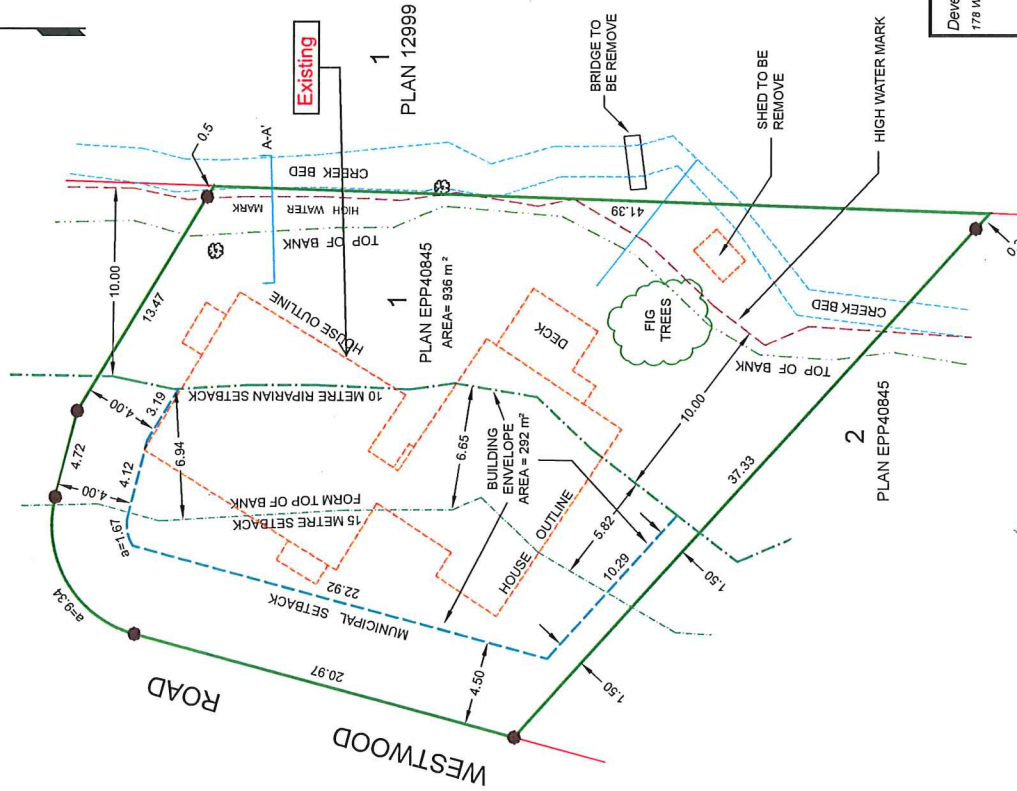 Existing
1
PLAN 12999
0.5
A-A'
CREEK BED
HIGH WATER MARK
TOP OF BANK
10.00
13.47
BRIDGE TO
BE REMOVE
SHED TO BE
REMOVE
HIGH WATER MARK
41.39
1
PLAN EPP40845
AREA= 936 m²
HOUSE OUTLINE
DECK
FIG
TREES
CREEK BED
TOP OF BANK
10 METRE RIPARIAN SETBACK
4.00
3.19
4.72
4.12
4.00
6.94
6.65
FORM TOP OF BANK
15 METRE SETBACK
a=1.67
a=9.34
BUILDING
ENVELOPE
AREA = 292 m²
HOUSE OUTLINE
10.00
5.82
10.29
22.92
MUNICIPAL SETBACK
20.97
4.50
1.50
1.50
37.33
2
PLAN EPP40845
WESTWOOD ROAD
178 W